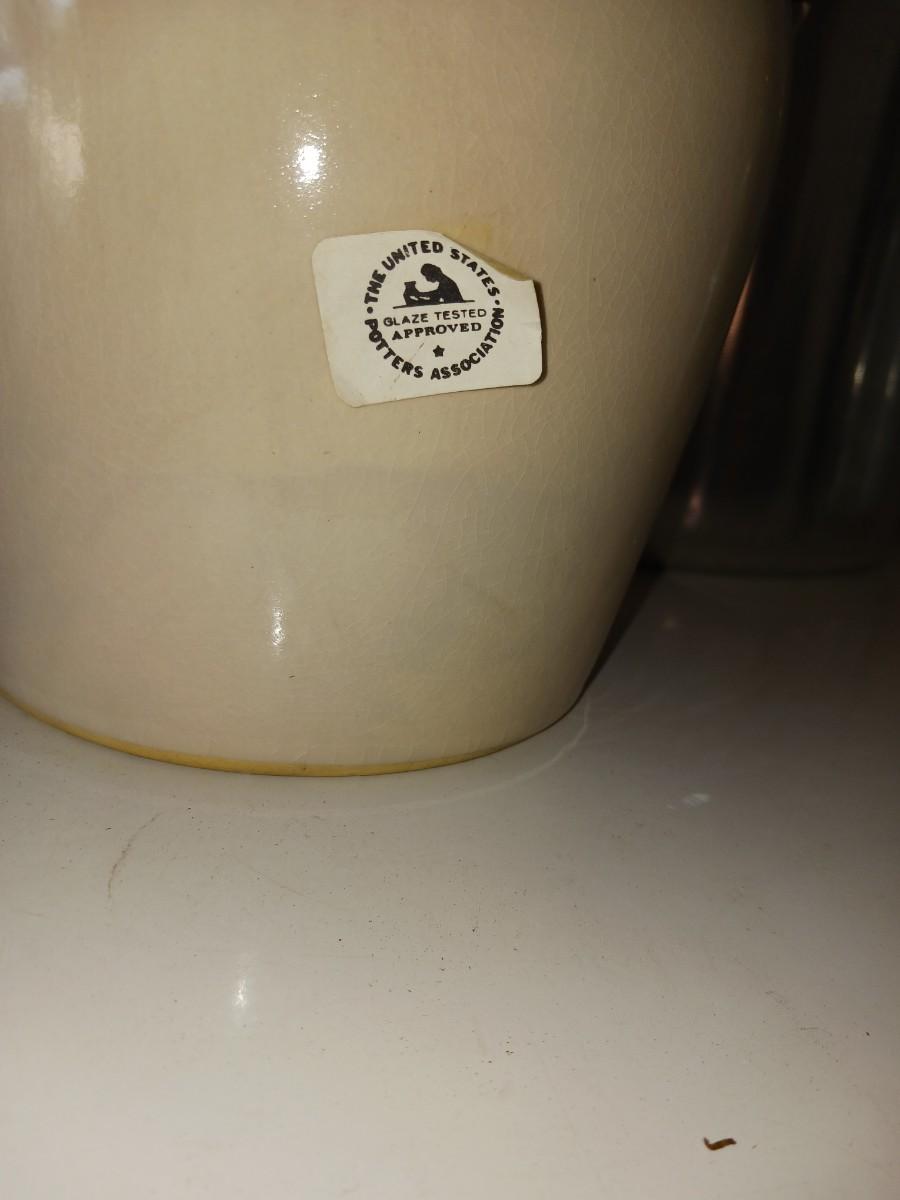 • THE UNITED STATES •
GLAZE TESTED
APPROVED
POTTERS ASSOCIATION